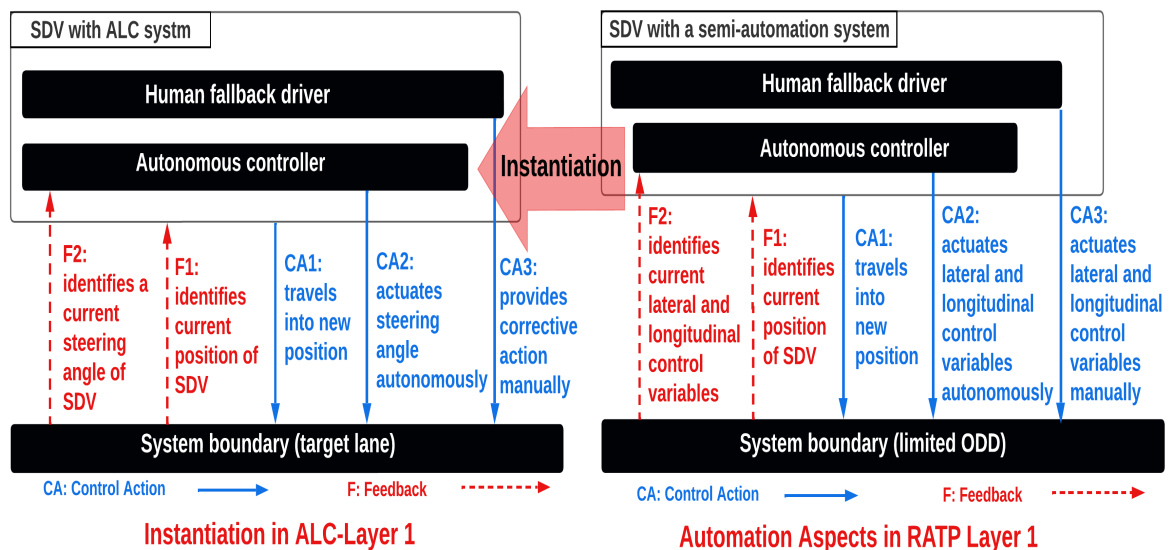 SDV with ALC systm
Human fallback driver
Autonomous controller
F2:
identifies a
current
steering
angle of
SDV
F1:
identifies
current
position of
SDV
CA1:
travels
into new
position
CA2:
actuates
steering
angle
autonomously
CA3:
provides
corrective
action
manually
System boundary (target lane)
CA: Control Action
F: Feedback
Instantiation in ALC-Layer 1
Instantiation
SDV with a semi-automation system
Human fallback driver
Autonomous controller
F2:
identifies
current
lateral and
longitudinal
control
variables
F1:
identifies
current
position
of SDV
CA1:
travels
into
new
position
CA2:
actuates
lateral and
longitudinal
control
variables
autonomously
CA3:
actuates
lateral and
longitudinal
control
variables
manually
System boundary (limited ODD)
CA: Control Action
F: Feedback
Automation Aspects in RATP Layer 1